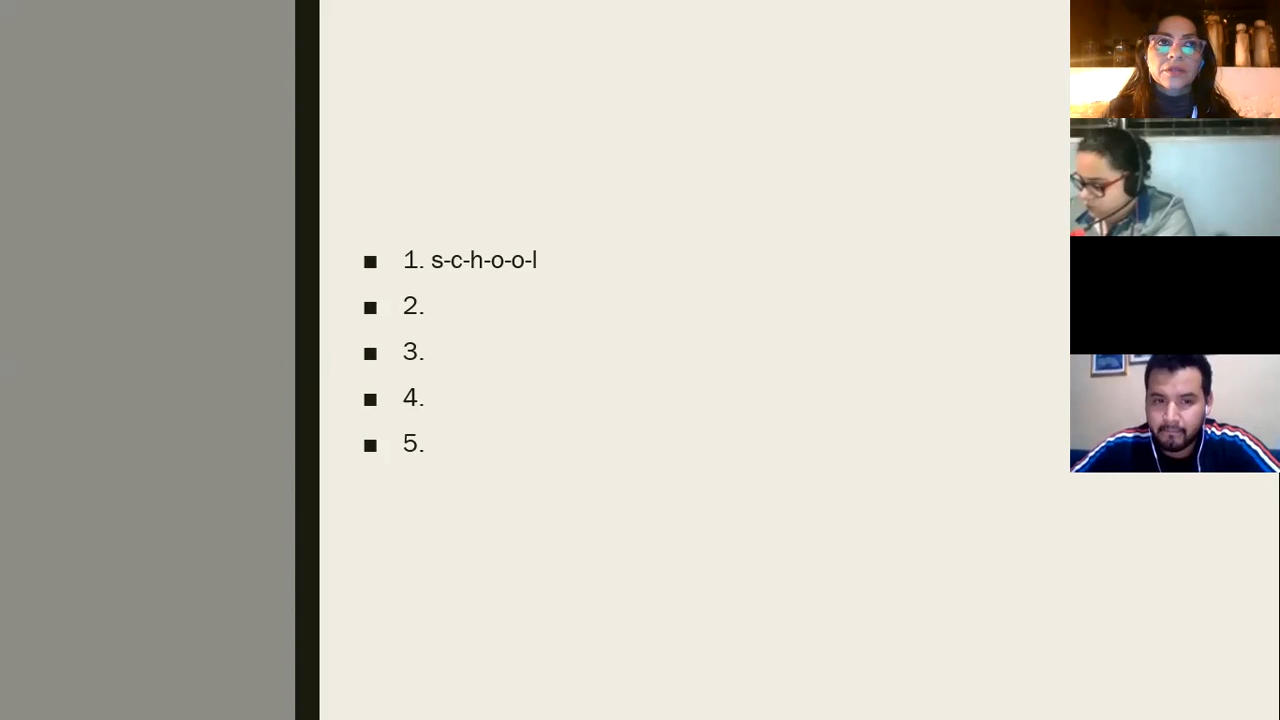 ■ 1. s-c-h-o-o-l
■ 2.
■ 3.
■ 4.
■ 5.